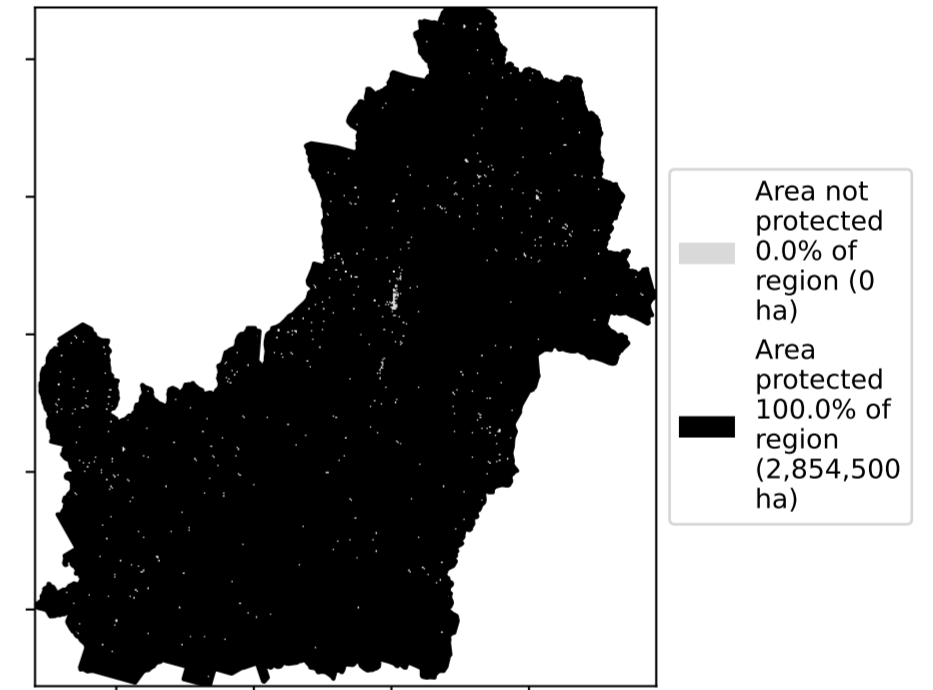 Area not
protected
0.0% of
region (0
ha)
Area
protected
100.0% of
region
(2,854,500
ha)